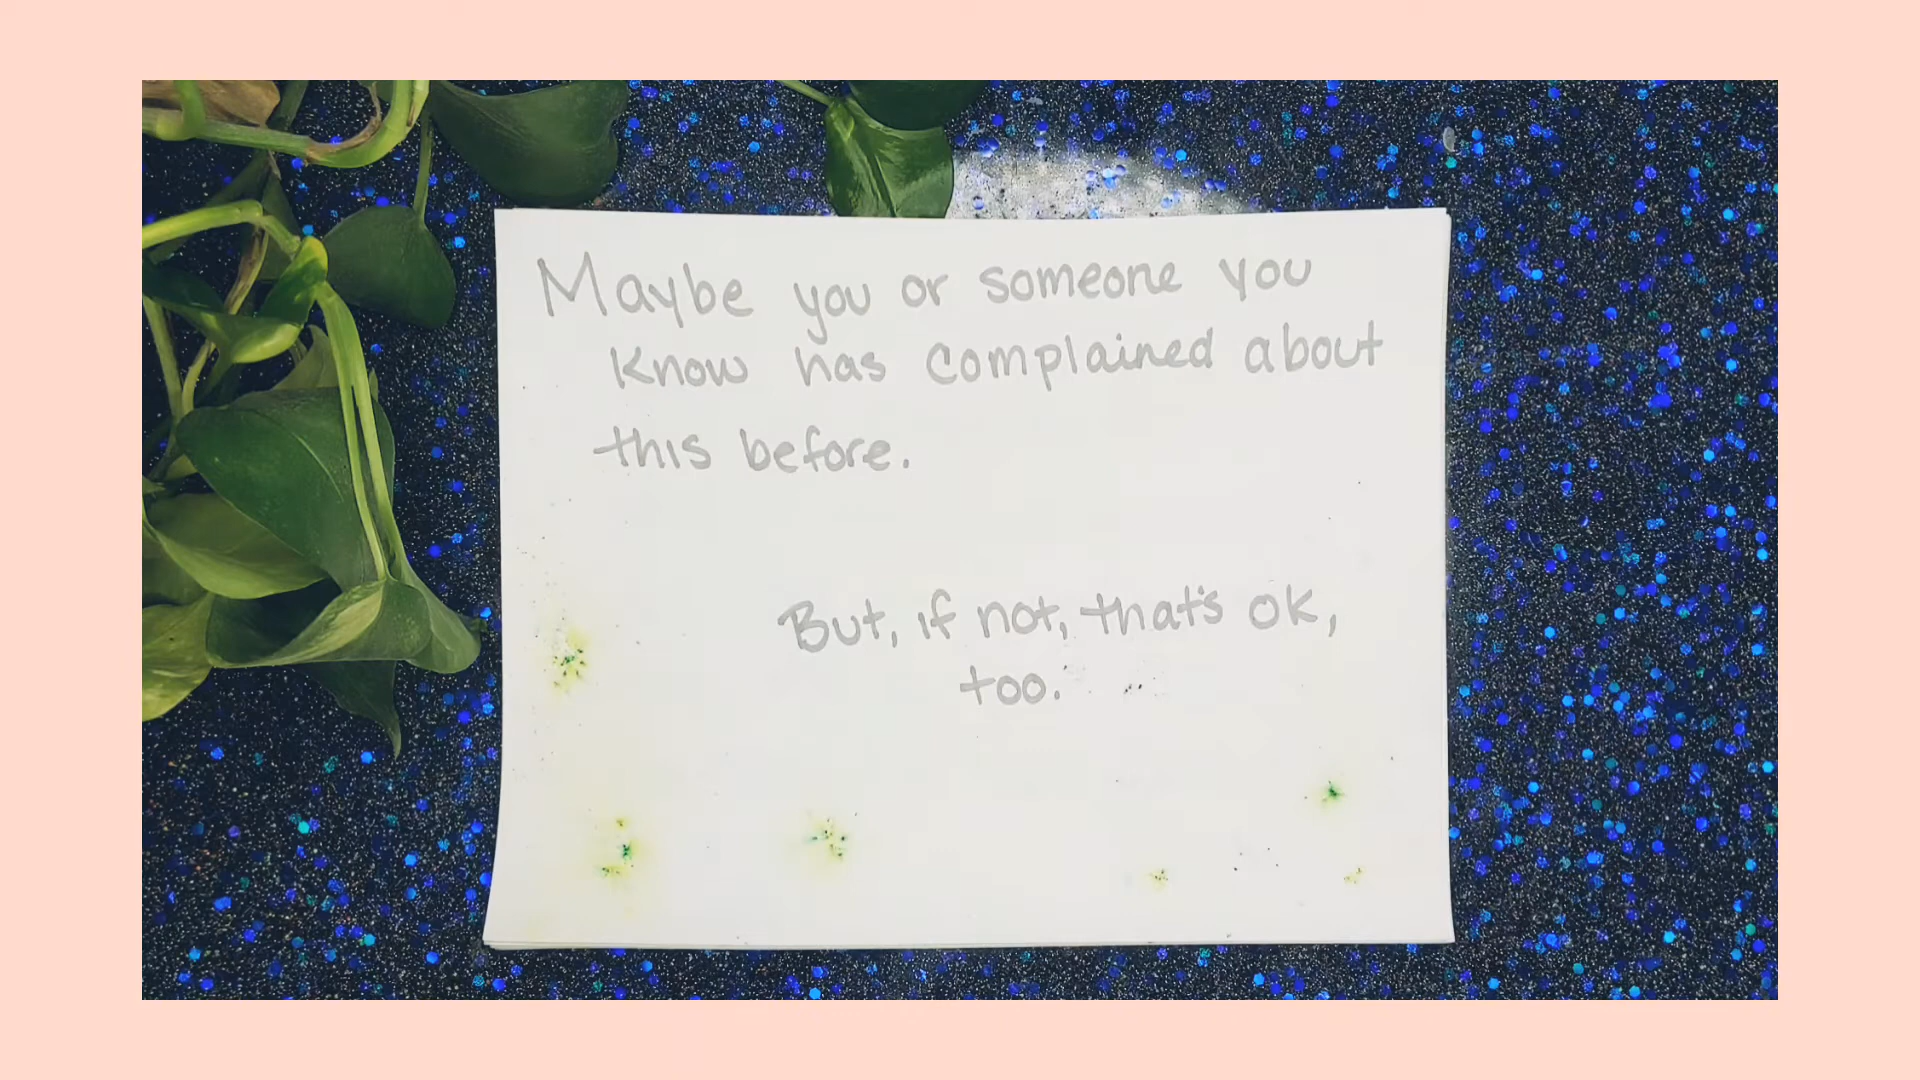 Maybe you or someone you
know has complained about
this before.
But, if not, that's ok,
too.